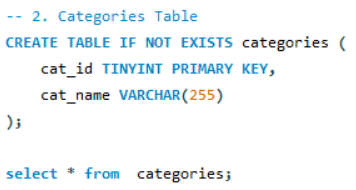 -- 2. Categories Table
CREATE TABLE IF NOT EXISTS categories (
    cat_id TINYINT PRIMARY KEY,
    cat_name VARCHAR(255)
);

select * from  categories;